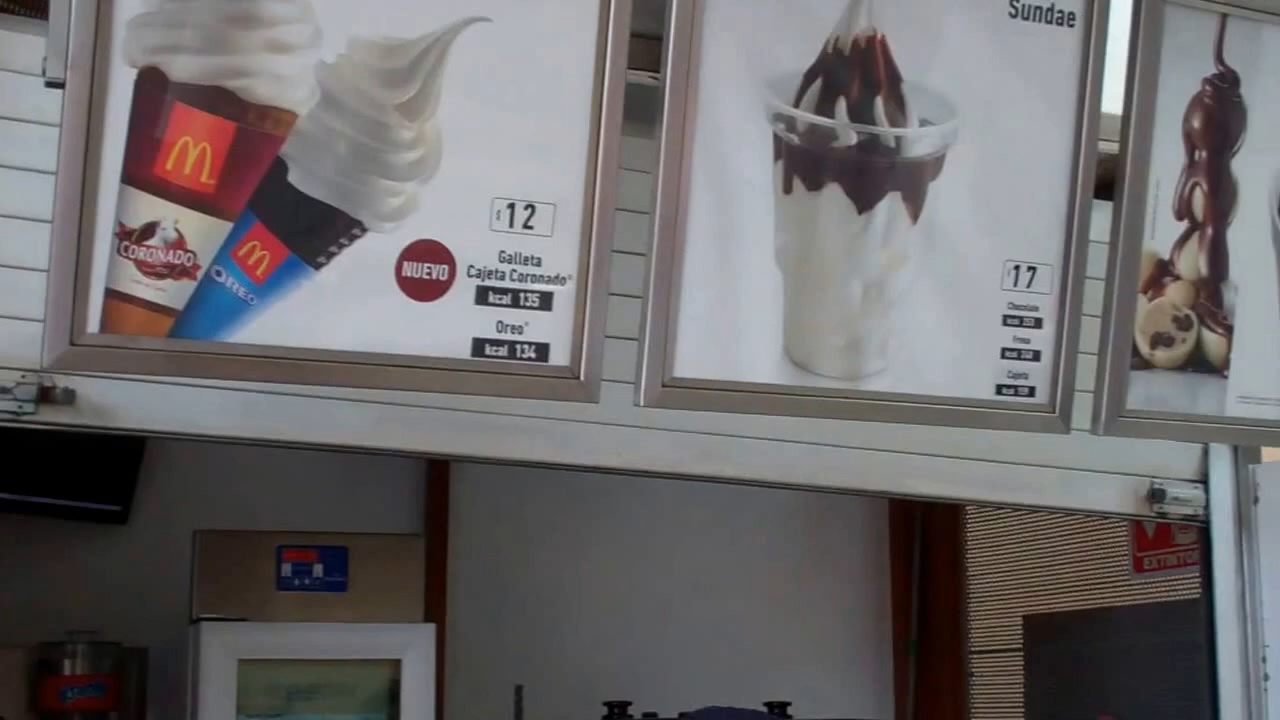 CORONADO
OREO
NUEVO
$12
Galleta
Cajeta Coronado®
kcal 135
Oreo®
kcal 134
Sundae
$17
Chocolate
Fresa
Cajeta
EXTINTOR